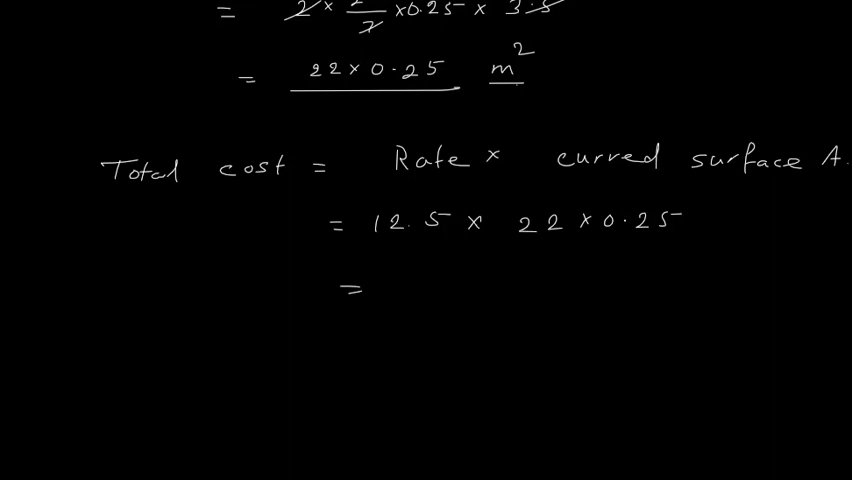 = 2 × 2 / 7 × 0.25 × 3.5
= 22 × 0.25 m²
Total cost = Rate × curved surface A.
= 12.5 × 22 × 0.25
=